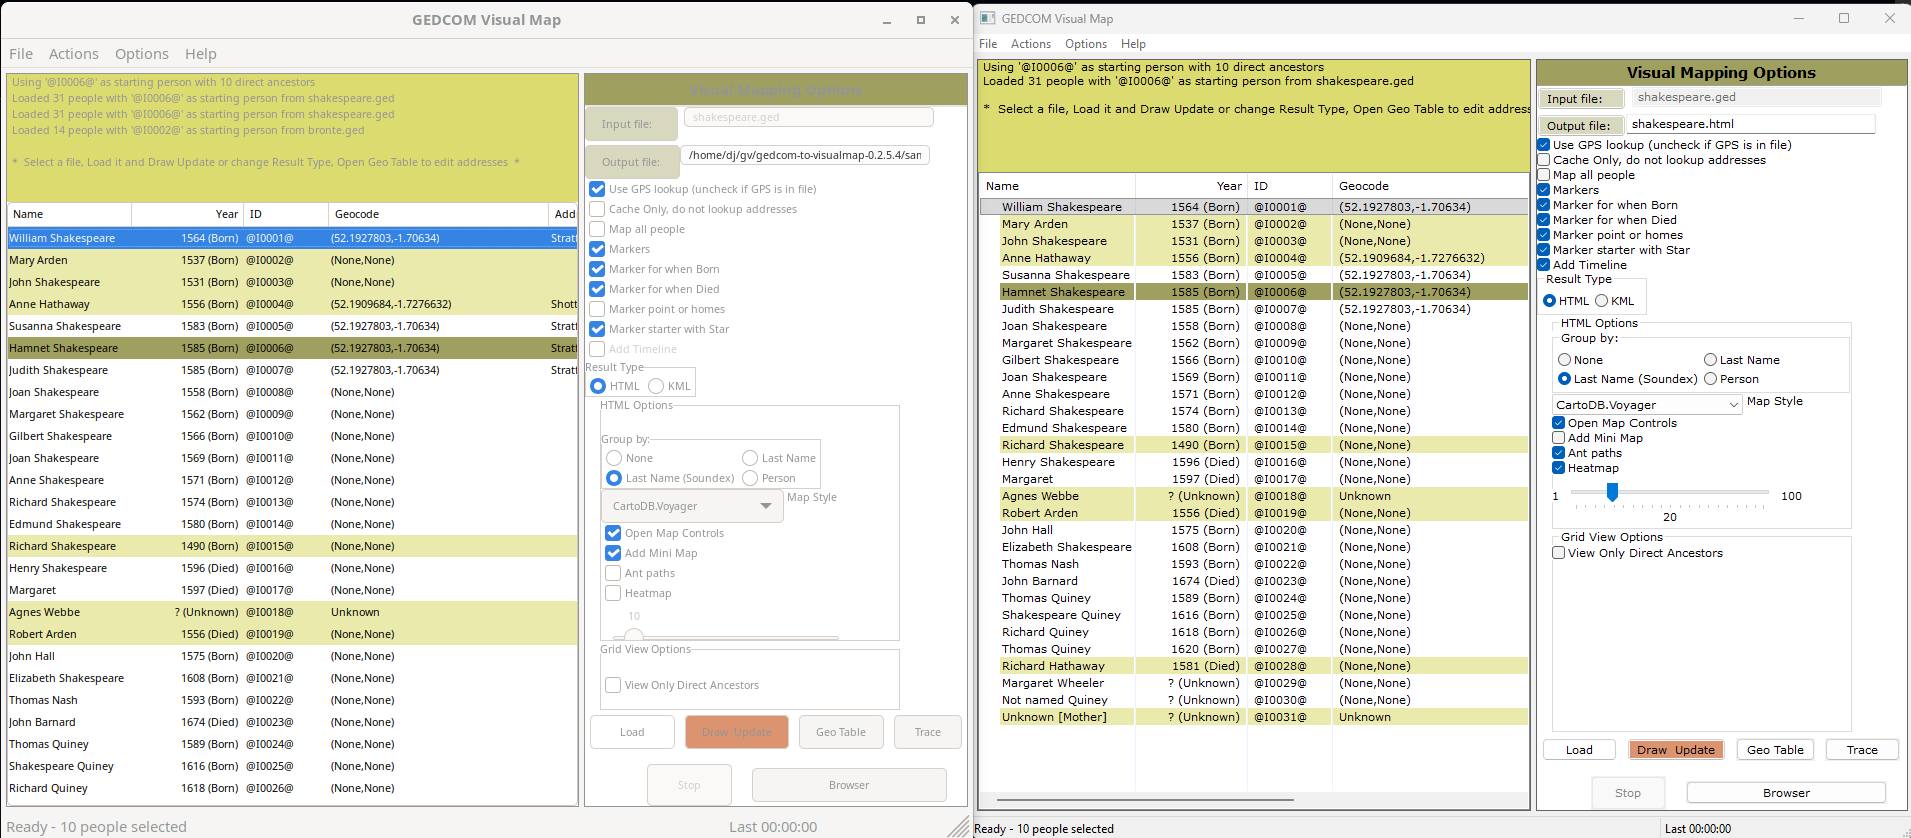 GEDCOM Visual Map
File Actions Options Help
Using '@I0006@' as starting person with 10 direct ancestors
Loaded 31 people with '@I0006@' as starting person from shakespeare.ged
Loaded 31 people with '@I0006@' as starting person from shakespeare.ged
Loaded 14 people with '@I0002@' as starting person from bronte.ged
* Select a file, Load it and Draw Update or change Result Type, Open Geo Table to edit addresses *
Name Year ID Geocode Add
William Shakespeare 1564 (Born) @I0001@ (52.1927803,-1.70634) Stratf
Mary Arden 1537 (Born) @I0002@ (None,None)
John Shakespeare 1531 (Born) @I0003@ (None,None)
Anne Hathaway 1556 (Born) @I0004@ (52.1909684,-1.7276632) Shott
Susanna Shakespeare 1583 (Born) @I0005@ (52.1927803,-1.70634) Stratf
Hamnet Shakespeare 1585 (Born) @I0006@ (52.1927803,-1.70634) Stratf
Judith Shakespeare 1585 (Born) @I0007@ (52.1927803,-1.70634) Stratf
Joan Shakespeare 1558 (Born) @I0008@ (None,None)
Margaret Shakespeare 1562 (Born) @I0009@ (None,None)
Gilbert Shakespeare 1566 (Born) @I0010@ (None,None)
Joan Shakespeare 1569 (Born) @I0011@ (None,None)
Anne Shakespeare 1571 (Born) @I0012@ (None,None)
Richard Shakespeare 1574 (Born) @I0013@ (None,None)
Edmund Shakespeare 1580 (Born) @I0014@ (None,None)
Richard Shakespeare 1490 (Born) @I0015@ (None,None)
Henry Shakespeare 1596 (Died) @I0016@ (None,None)
Margaret 1597 (Died) @I0017@ (None,None)
Agnes Webbe ? (Unknown) @I0018@ Unknown
Robert Arden 1556 (Died) @I0019@ (None,None)
John Hall 1575 (Born) @I0020@ (None,None)
Elizabeth Shakespeare 1608 (Born) @I0021@ (None,None)
Thomas Nash 1593 (Born) @I0022@ (None,None)
John Barnard 1674 (Died) @I0023@ (None,None)
Thomas Quiney 1589 (Born) @I0024@ (None,None)
Shakespeare Quiney 1616 (Born) @I0025@ (None,None)
Richard Quiney 1618 (Born) @I0026@ (None,None)
Visual Mapping Options
Input file: shakespeare.ged
Output file: /home/dj/gv/gedcom-to-visualmap-0.2.5.4/sam
Use GPS lookup (uncheck if GPS is in file)
Cache Only, do not lookup addresses
Map all people
Markers
Marker for when Born
Marker for when Died
Marker point or homes
Marker starter with Star
Add Timeline
Result Type
HTML KML
HTML Options
Group by:
None Last Name
Last Name (Soundex) Person
CartoDB.Voyager Map Style
Open Map Controls
Add Mini Map
Ant paths
Heatmap
10
Grid View Options
View Only Direct Ancestors
Load Draw Update Geo Table Trace
Stop Browser
Ready - 10 people selected Last 00:00:00
GEDCOM Visual Map
File Actions Options Help
Using '@I0006@' as starting person with 10 direct ancestors
Loaded 31 people with '@I0006@' as starting person from shakespeare.ged
* Select a file, Load it and Draw Update or change Result Type, Open Geo Table to edit address
Name Year ID Geocode
William Shakespeare 1564 (Born) @I0001@ (52.1927803,-1.70634)
Mary Arden 1537 (Born) @I0002@ (None,None)
John Shakespeare 1531 (Born) @I0003@ (None,None)
Anne Hathaway 1556 (Born) @I0004@ (52.1909684,-1.7276632)
Susanna Shakespeare 1583 (Born) @I0005@ (52.1927803,-1.70634)
Hamnet Shakespeare 1585 (Born) @I0006@ (52.1927803,-1.70634)
Judith Shakespeare 1585 (Born) @I0007@ (52.1927803,-1.70634)
Joan Shakespeare 1558 (Born) @I0008@ (None,None)
Margaret Shakespeare 1562 (Born) @I0009@ (None,None)
Gilbert Shakespeare 1566 (Born) @I0010@ (None,None)
Joan Shakespeare 1569 (Born) @I0011@ (None,None)
Anne Shakespeare 1571 (Born) @I0012@ (None,None)
Richard Shakespeare 1574 (Born) @I0013@ (None,None)
Edmund Shakespeare 1580 (Born) @I0014@ (None,None)
Richard Shakespeare 1490 (Born) @I0015@ (None,None)
Henry Shakespeare 1596 (Died) @I0016@ (None,None)
Margaret 1597 (Died) @I0017@ (None,None)
Agnes Webbe ? (Unknown) @I0018@ Unknown
Robert Arden 1556 (Died) @I0019@ (None,None)
John Hall 1575 (Born) @I0020@ (None,None)
Elizabeth Shakespeare 1608 (Born) @I0021@ (None,None)
Thomas Nash 1593 (Born) @I0022@ (None,None)
John Barnard 1674 (Died) @I0023@ (None,None)
Thomas Quiney 1589 (Born) @I0024@ (None,None)
Shakespeare Quiney 1616 (Born) @I0025@ (None,None)
Richard Quiney 1618 (Born) @I0026@ (None,None)
Thomas Quiney 1620 (Born) @I0027@ (None,None)
Richard Hathaway 1581 (Died) @I0028@ (None,None)
Margaret Wheeler ? (Unknown) @I0029@ (None,None)
Not named Quiney ? (Unknown) @I0030@ (None,None)
Unknown [Mother] ? (Unknown) @I0031@ Unknown
Visual Mapping Options
Input file: shakespeare.ged
Output file: shakespeare.html
Use GPS lookup (uncheck if GPS is in file)
Cache Only, do not lookup addresses
Map all people
Markers
Marker for when Born
Marker for when Died
Marker point or homes
Marker starter with Star
Add Timeline
Result Type
HTML KML
HTML Options
Group by:
None Last Name
Last Name (Soundex) Person
CartoDB.Voyager Map Style
Open Map Controls
Add Mini Map
Ant paths
Heatmap
1 100
20
Grid View Options
View Only Direct Ancestors
Load Draw Update Geo Table Trace
Stop Browser
Ready - 10 people selected Last 00:00:00